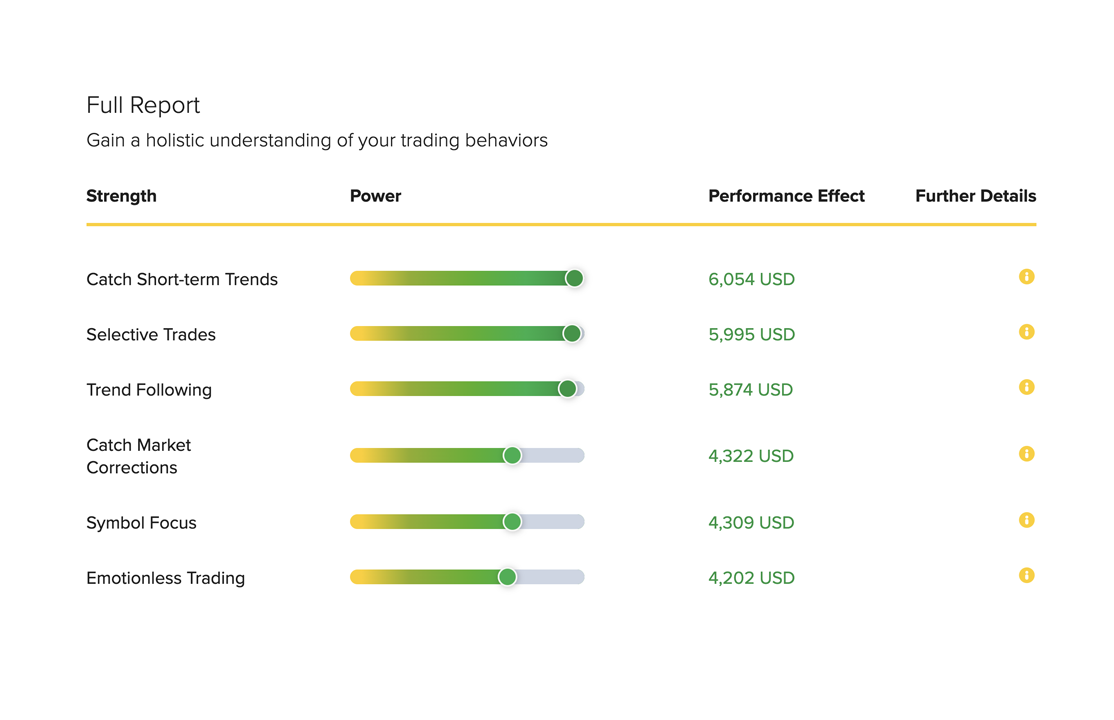 Full Report
Gain a holistic understanding of your trading behaviors
Strength Power Performance Effect Further Details
Catch Short-term Trends 6,054 USD
Selective Trades 5,995 USD
Trend Following 5,874 USD
Catch Market
Corrections 4,322 USD
Symbol Focus 4,309 USD
Emotionless Trading 4,202 USD